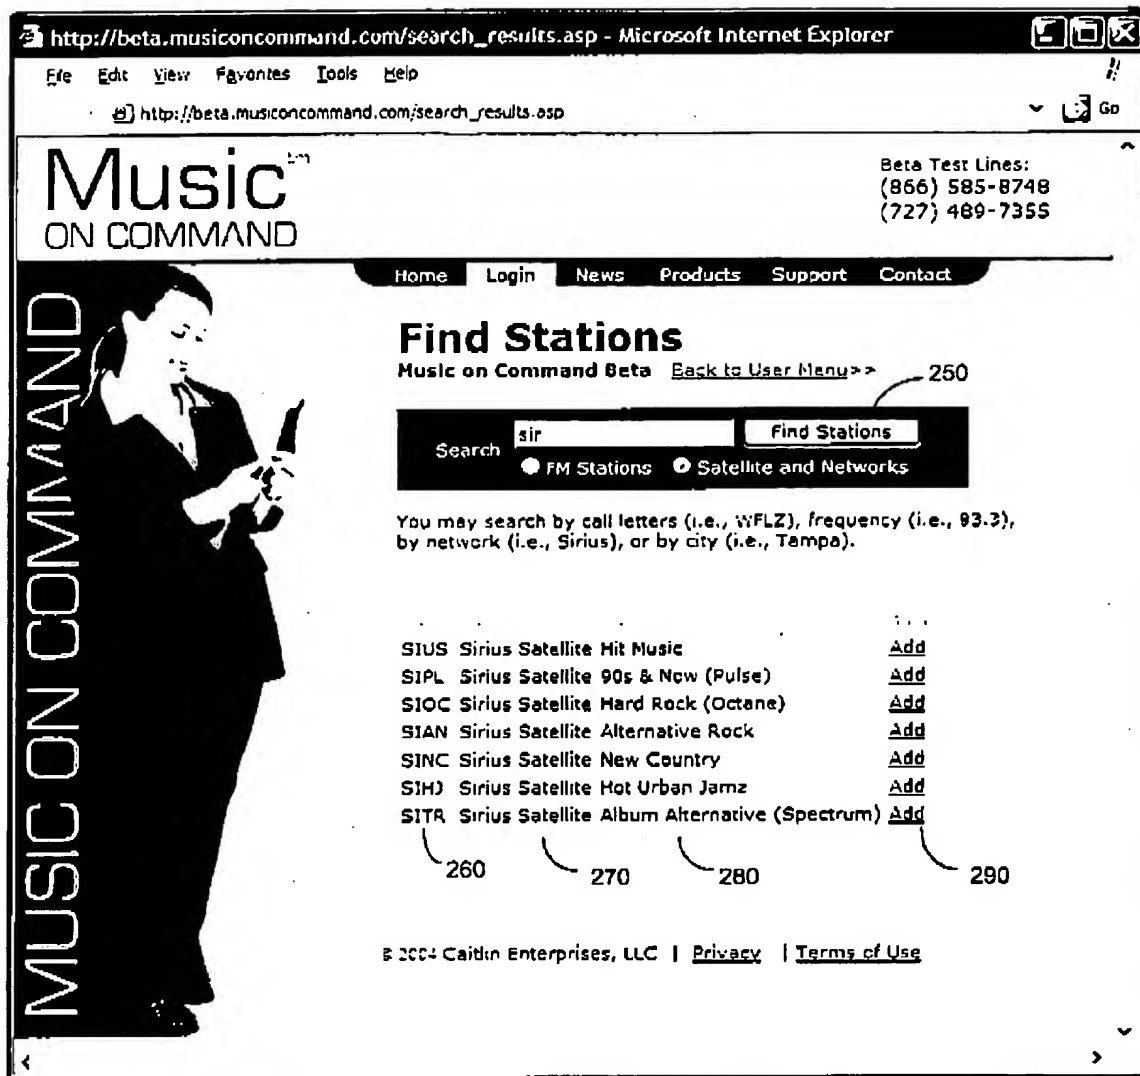 http://beta.musiconcommand.com/search_results.asp - Microsoft Internet Explorer
File Edit View Favorites Tools Help
http://beta.musiconcommand.com/search_results.asp Go
Music tm
ON COMMAND
Beta Test Lines:
(866) 585-8748
(727) 489-7355
Home Login News Products Support Contact
MUSIC ON COMMAND
Find Stations
Music on Command Beta Back to User Menu>>
250
Search sir Find Stations
FM Stations Satellite and Networks
You may search by call letters (i.e., WFLZ), frequency (i.e., 93.3),
by network (i.e., Sirius), or by city (i.e., Tampa).
SIUS Sirius Satellite Hit Music Add
SIPL Sirius Satellite 90s & Now (Pulse) Add
SIOC Sirius Satellite Hard Rock (Octane) Add
SIAN Sirius Satellite Alternative Rock Add
SINC Sirius Satellite New Country Add
SIHJ Sirius Satellite Hot Urban Jamz Add
SITR Sirius Satellite Album Alternative (Spectrum) Add
260 270 280 290
© 2004 Caitlin Enterprises, LLC | Privacy | Terms of Use